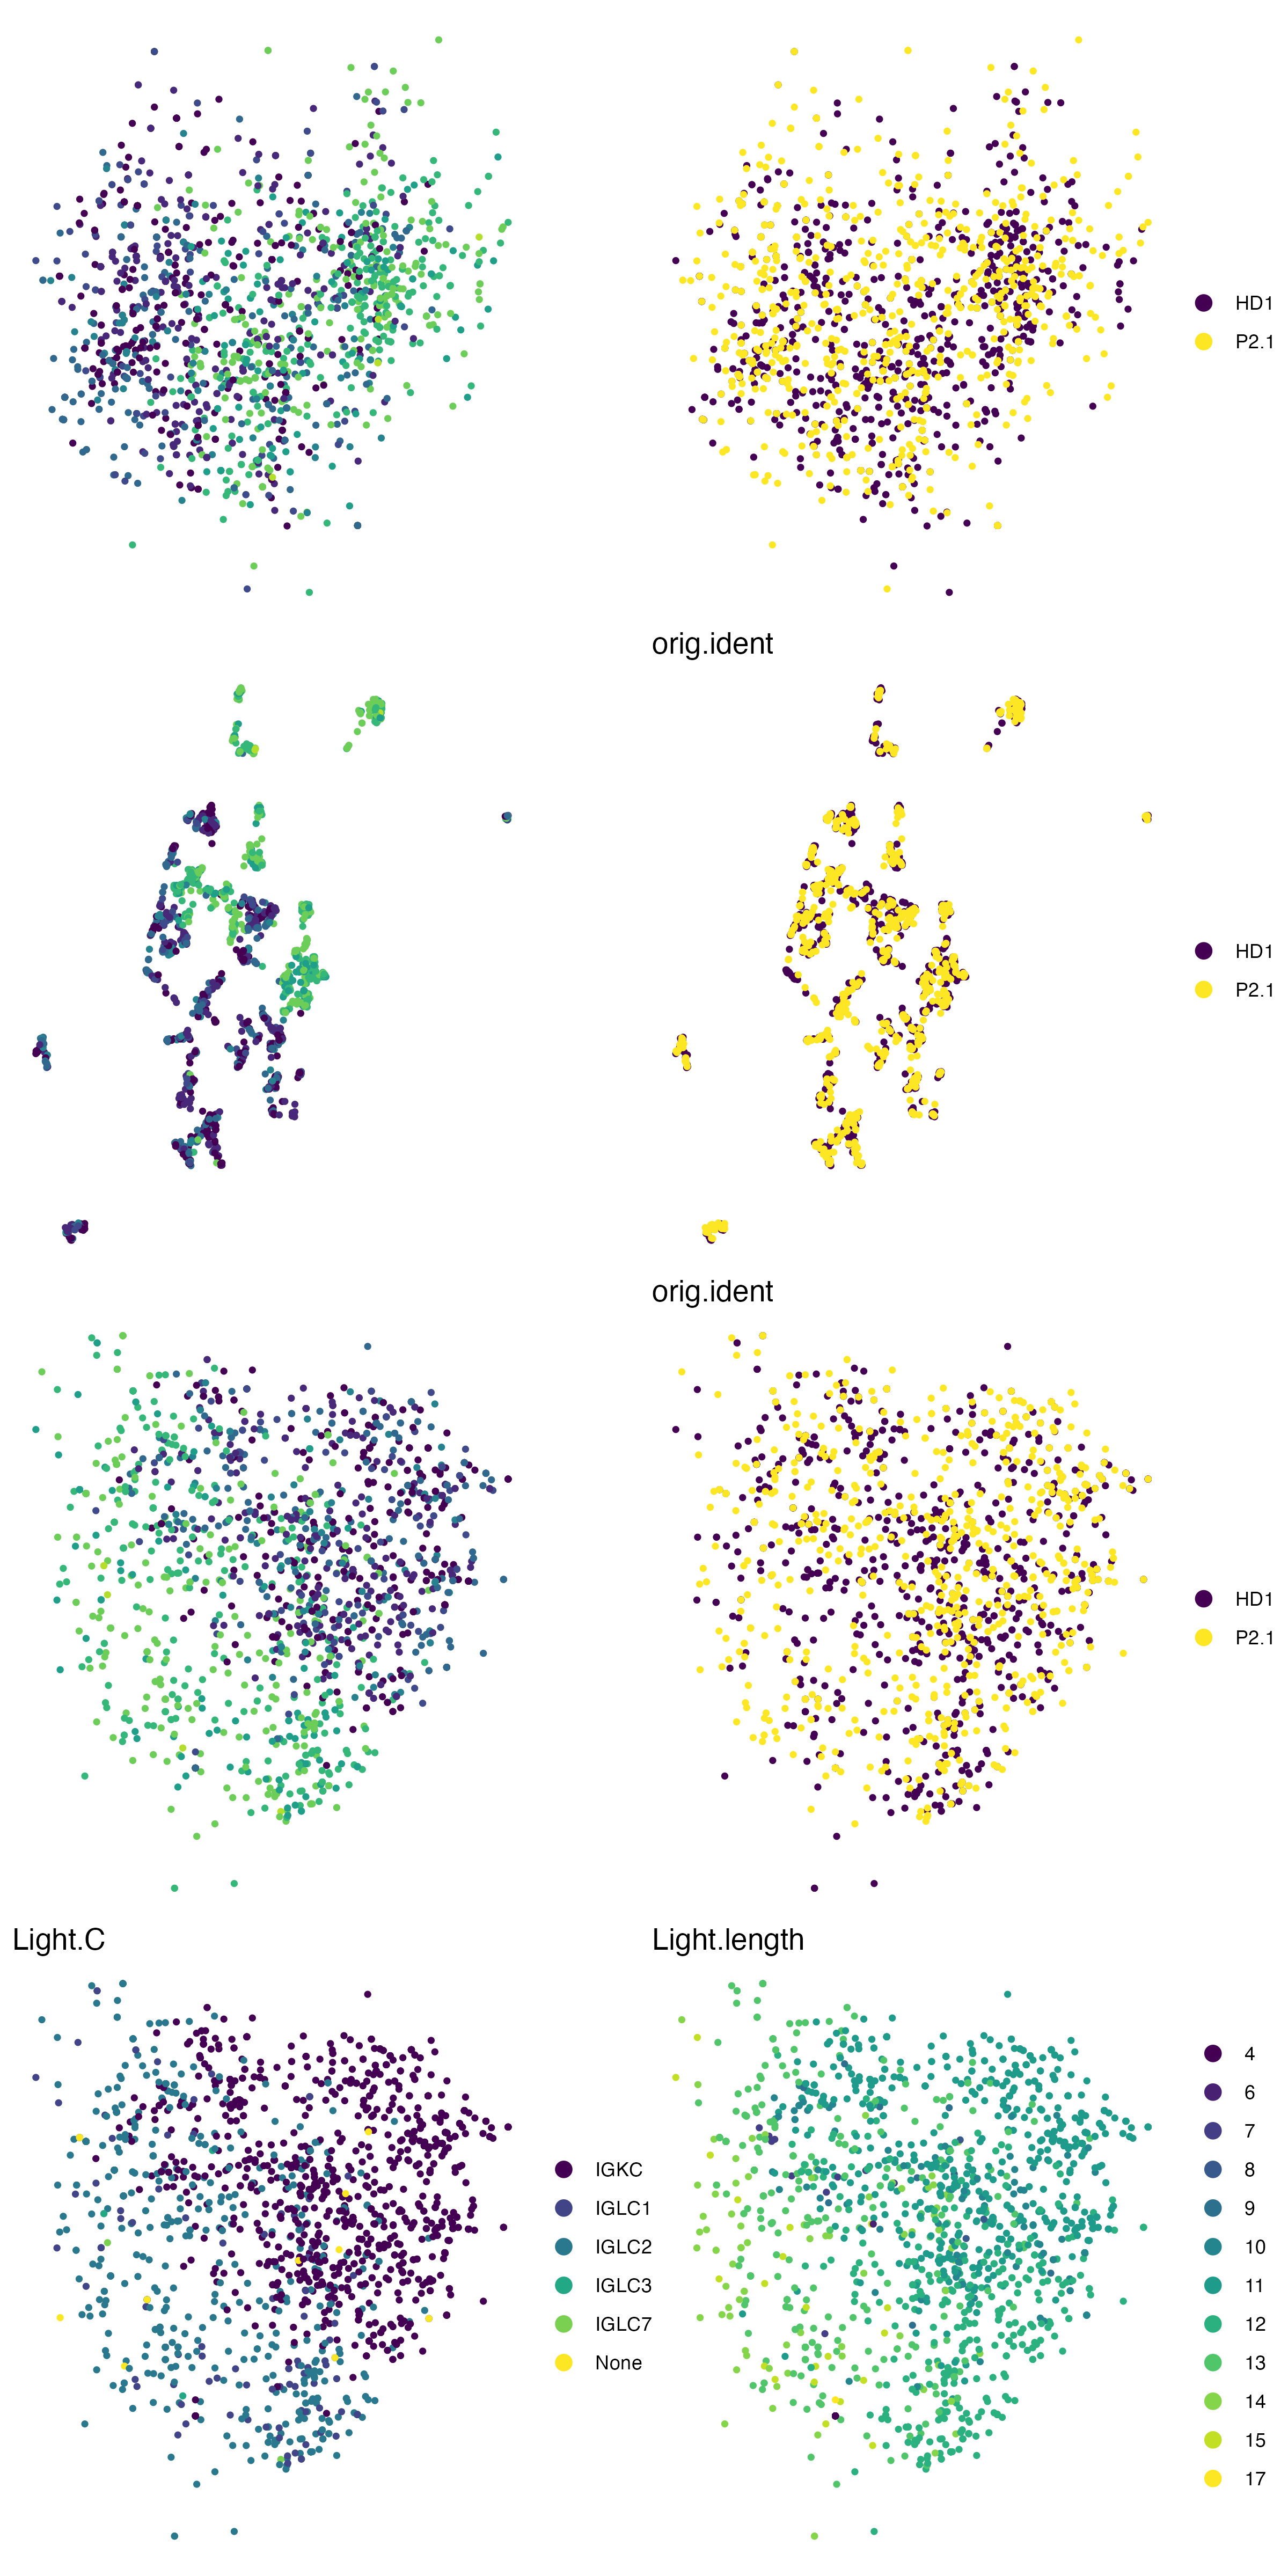 HD1
P2.1
orig.ident
HD1
P2.1
orig.ident
HD1
P2.1
Light.C
IGKC
IGLC1
IGLC2
IGLC3
IGLC7
None
Light.length
4
6
7
8
9
10
11
12
13
14
15
17